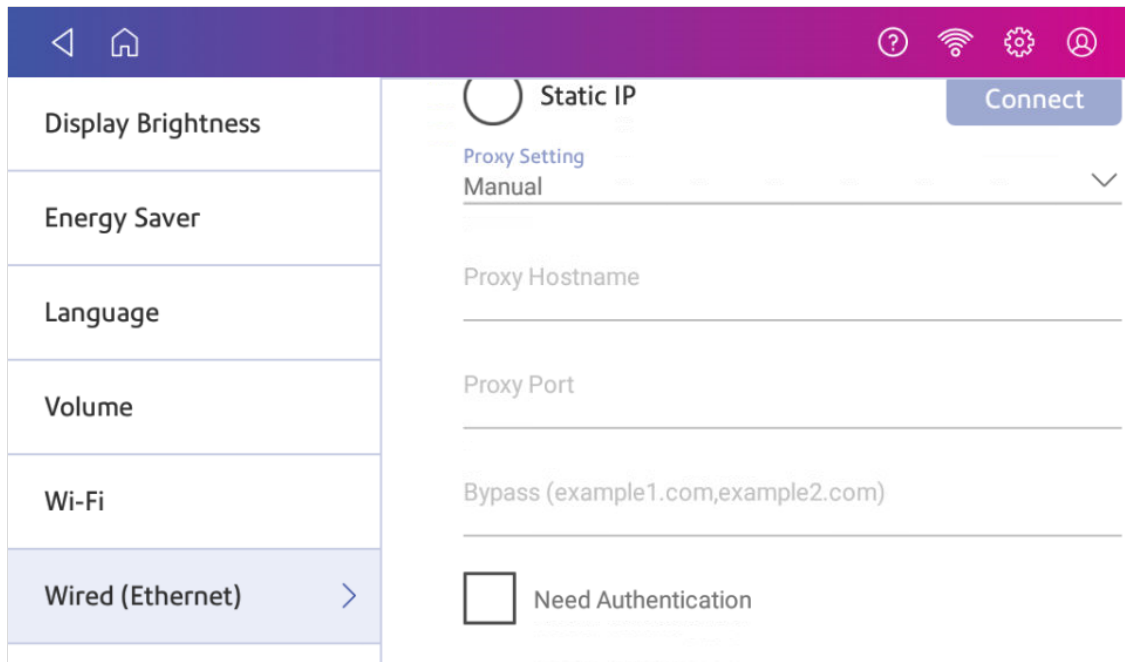 Display Brightness
Energy Saver
Language
Volume
Wi-Fi
Wired (Ethernet)
Static IP
Connect
Proxy Setting
Manual
Proxy Hostname
Proxy Port
Bypass (example1.com,example2.com)
Need Authentication